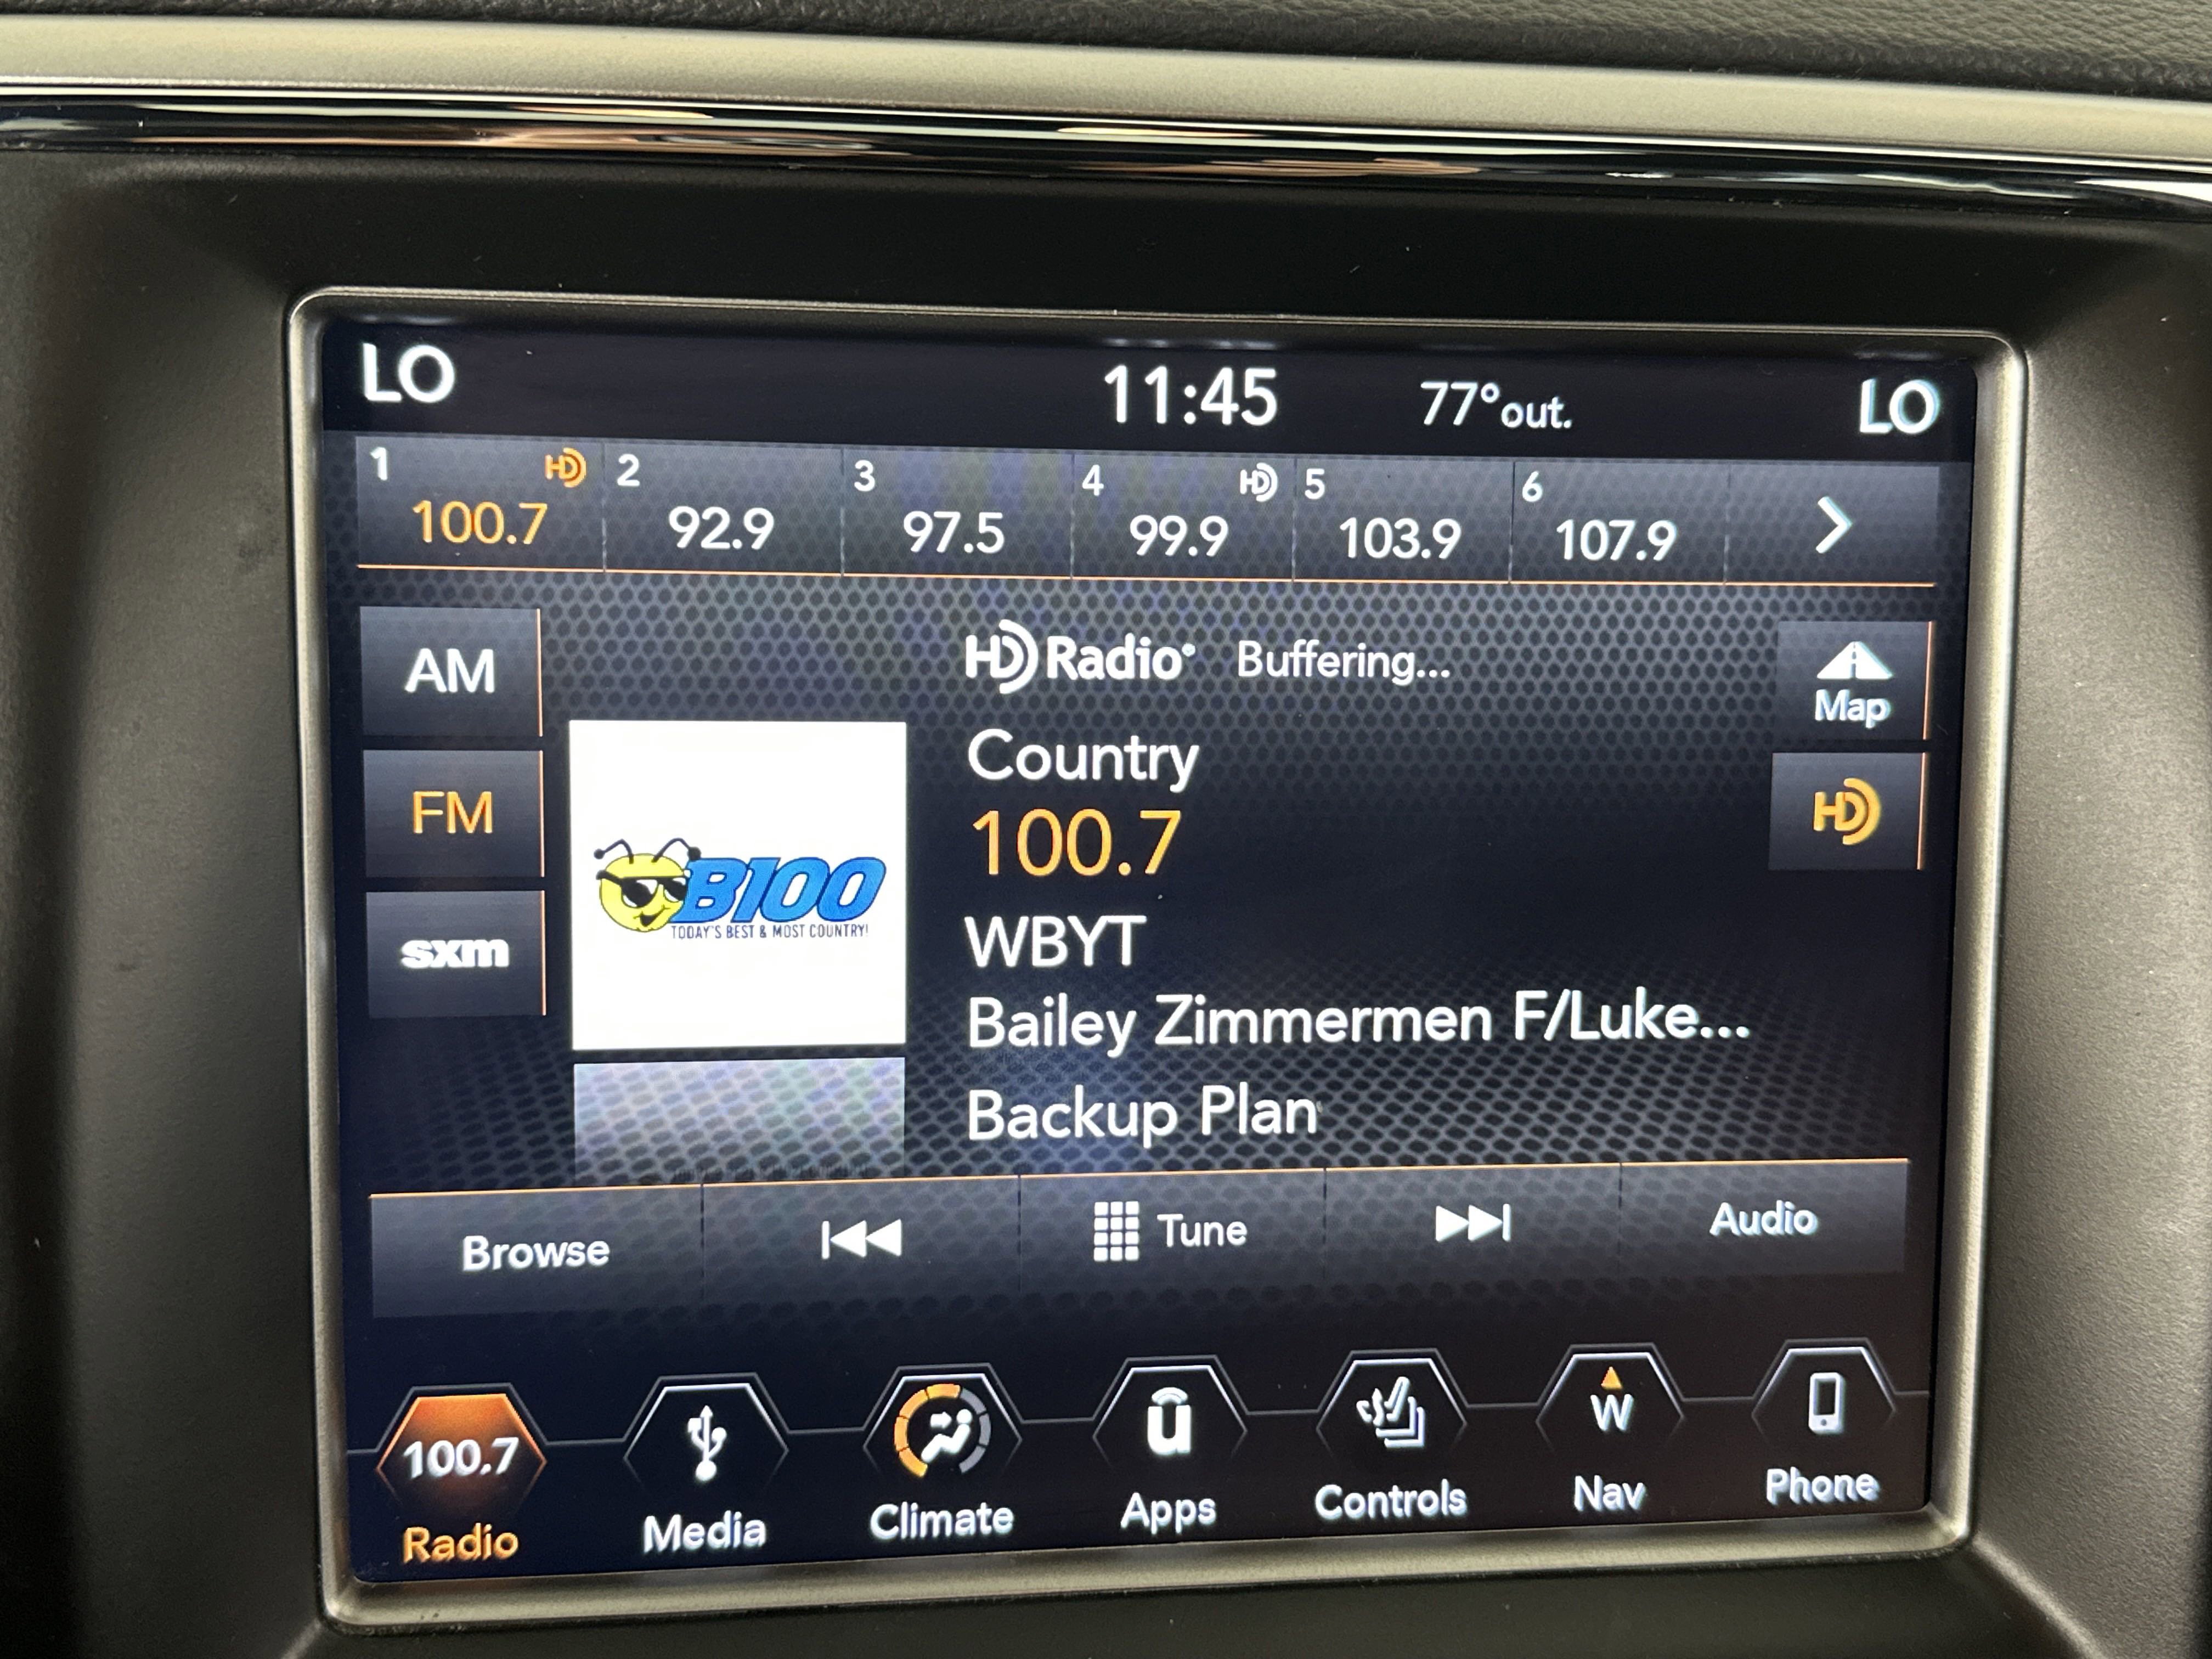 LO 11:45 77°out. LO
1 HD 2 3 4 HD 5 6
100.7 92.9 97.5 99.9 103.9 107.9
HD Radio® Buffering...
AM
Map
Country
FM
100.7
HD
B100
TODAY'S BEST & MOST COUNTRY!
sxm
WBYT
Bailey Zimmermen F/Luke...
Backup Plan
Browse Tune Audio
100.7 u W
Radio Media Climate Apps Controls Nav Phone